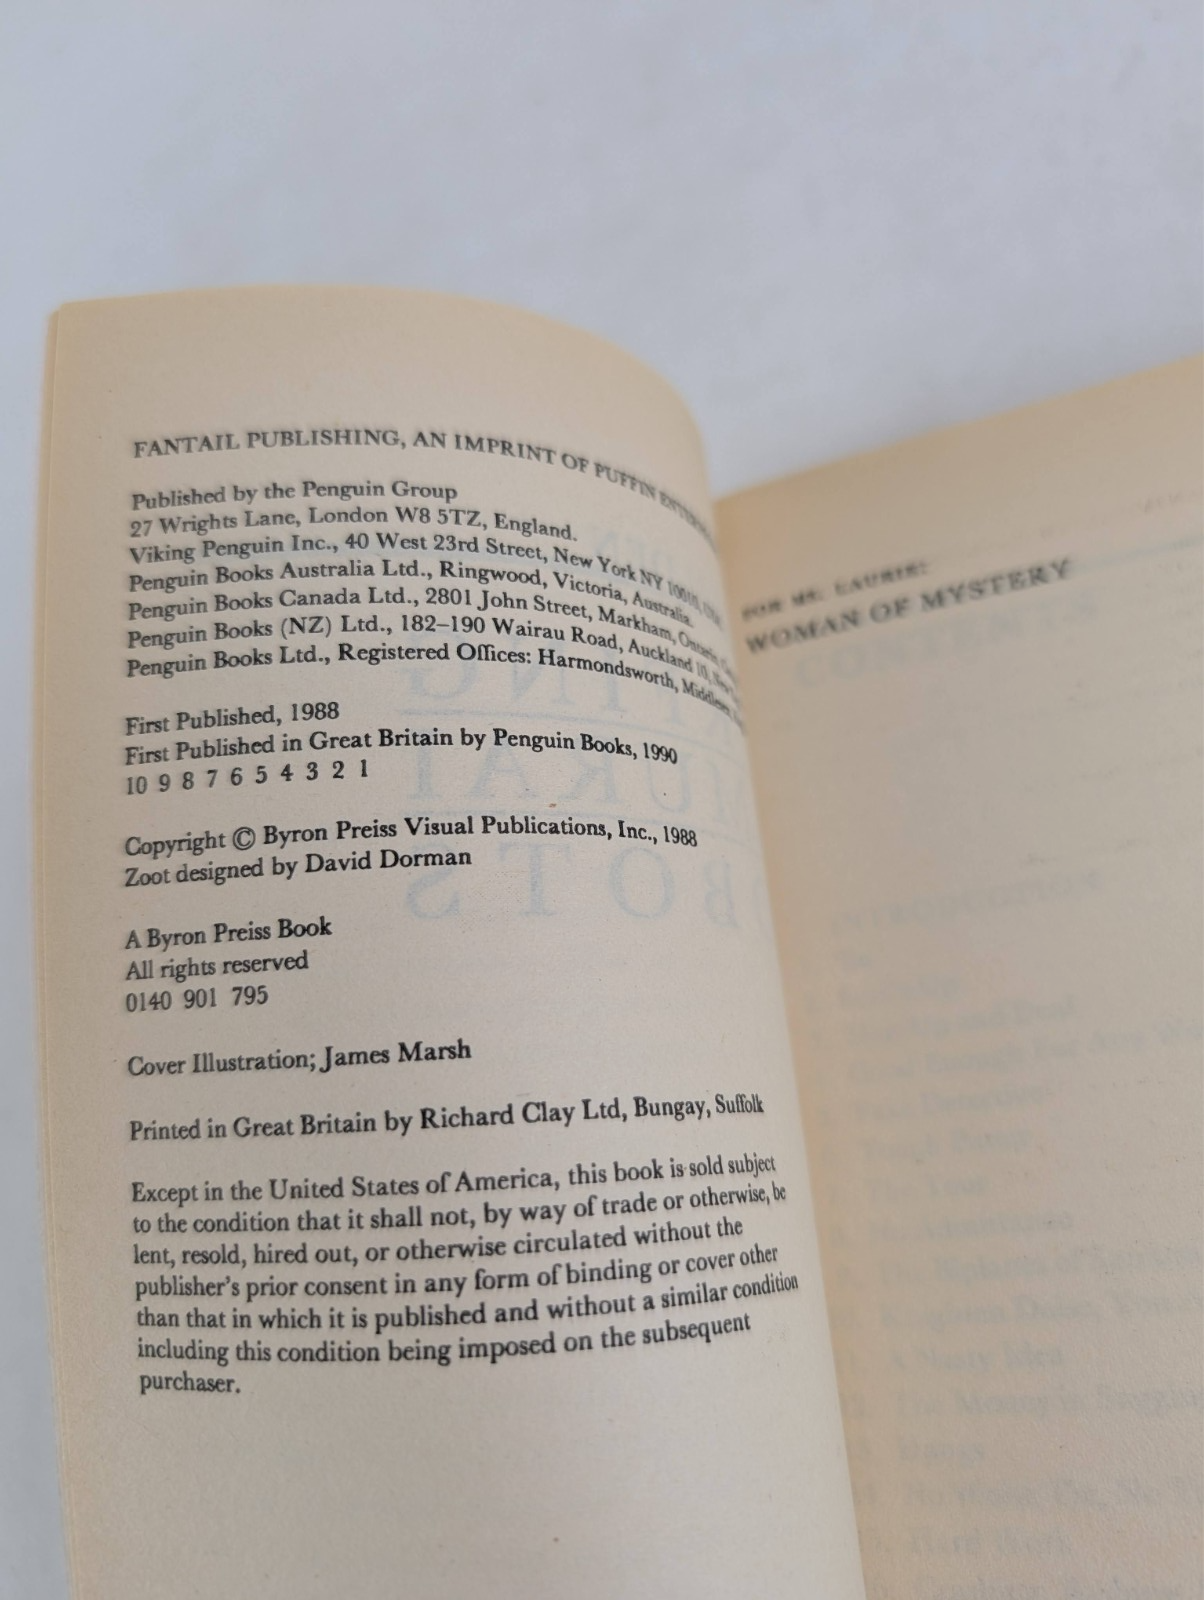 FANTAIL PUBLISHING, AN IMPRINT OF PUFFIN
Published by the Penguin Group
27 Wrights Lane, London W8 5TZ, England.
Viking Penguin Inc., 40 West 23rd Street, New York NY 10010, USA
Penguin Books Australia Ltd., Ringwood, Victoria, Australia.
Penguin Books Canada Ltd., 2801 John Street, Markham, Ontario,
Penguin Books (NZ) Ltd., 182–190 Wairau Road, Auckland 10, New
Penguin Books Ltd., Registered Offices: Harmondsworth, Middlesex,
First Published, 1988
First Published in Great Britain by Penguin Books, 1990
10 9 8 7 6 5 4 3 2 1
Copyright © Byron Preiss Visual Publications, Inc., 1988
Zoot designed by David Dorman
A Byron Preiss Book
All rights reserved
0140 901 795
Cover Illustration; James Marsh
Printed in Great Britain by Richard Clay Ltd, Bungay, Suffolk
Except in the United States of America, this book is sold subject
to the condition that it shall not, by way of trade or otherwise, be
lent, resold, hired out, or otherwise circulated without the
publisher's prior consent in any form of binding or cover other
than that in which it is published and without a similar condition
including this condition being imposed on the subsequent
purchaser.
FOR MS. LAURIE:
WOMAN OF MYSTERY